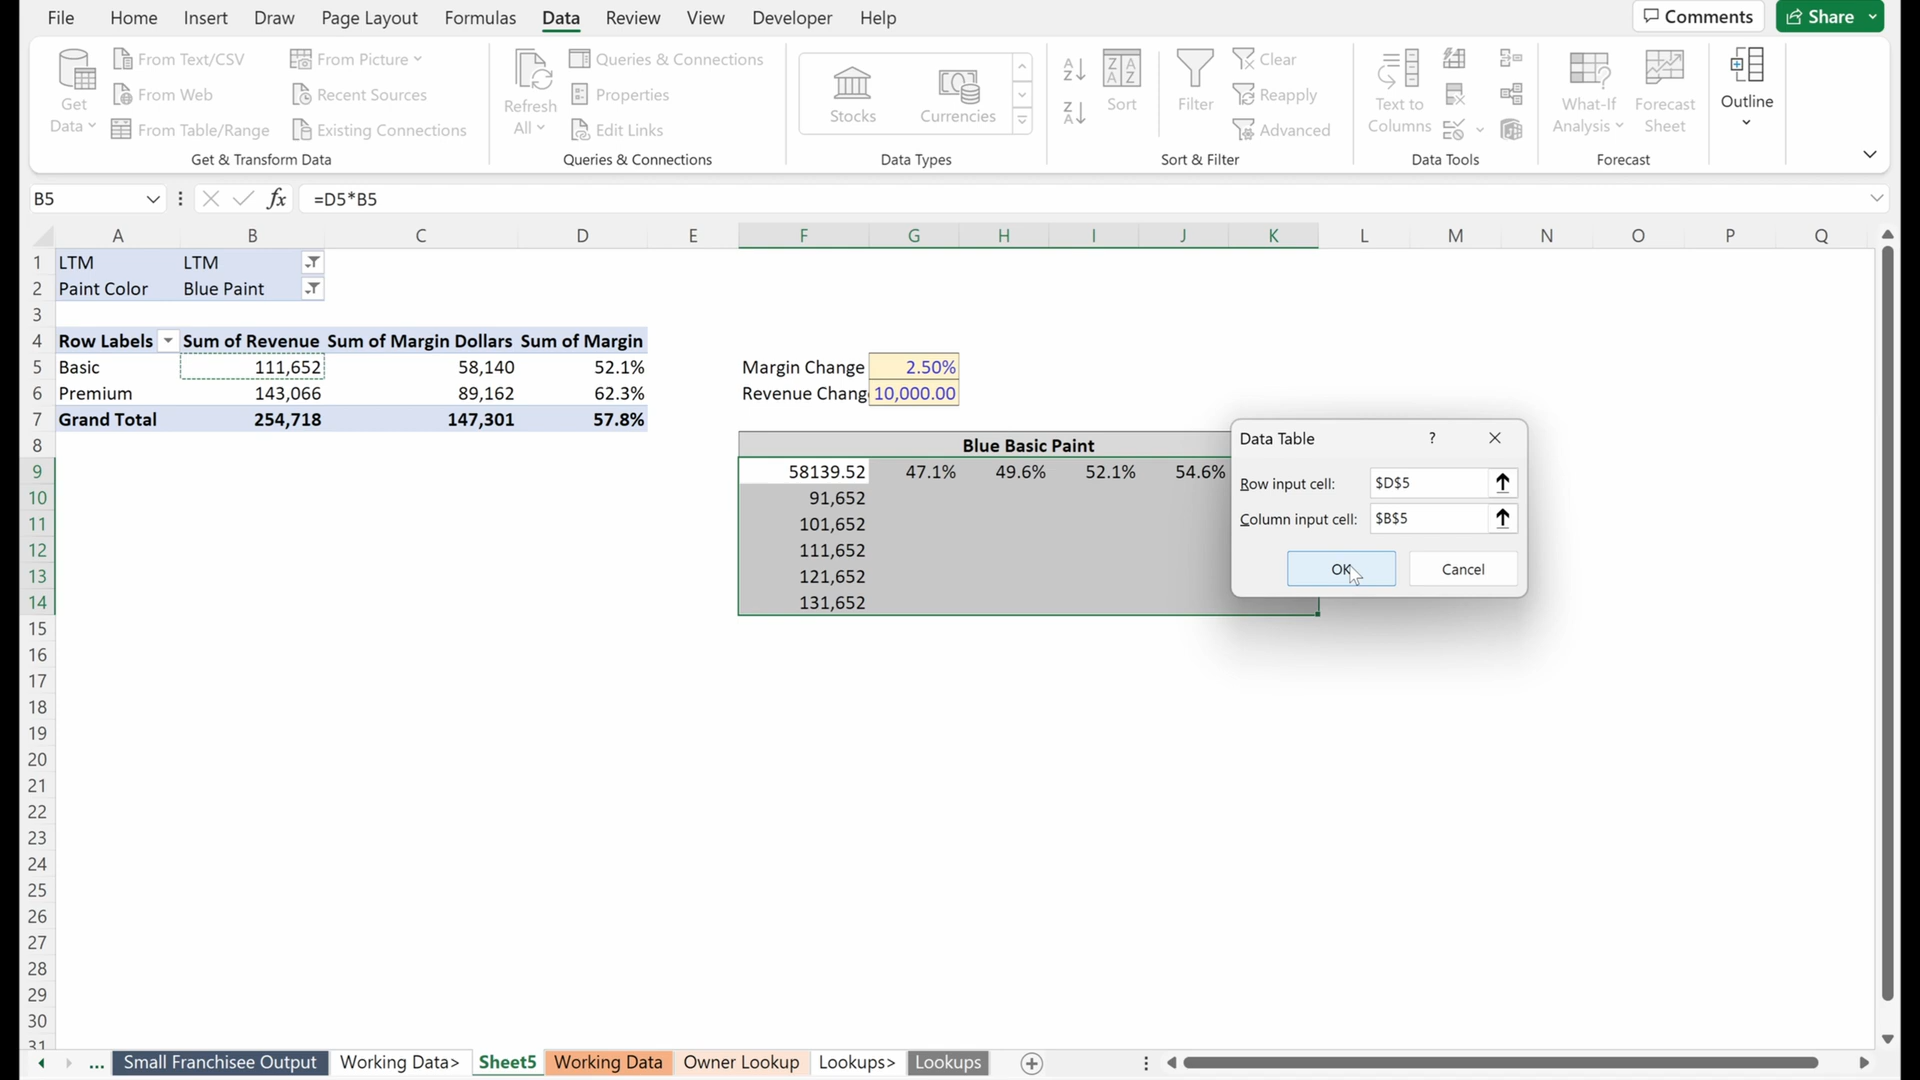 File Home Insert Draw Page Layout Formulas Data Review View Developer Help Comments Share
Get Data
From Text/CSV
From Web
From Table/Range
From Picture
Recent Sources
Existing Connections
Get & Transform Data
Refresh All
Queries & Connections
Properties
Edit Links
Queries & Connections
Stocks Currencies
Data Types
Sort
Filter
Clear
Reapply
Advanced
Sort & Filter
Text to Columns
Data Tools
What-If Analysis
Forecast Sheet
Forecast
Outline
B5 fx =D5*B5
A B C D E F G H I J K L M N O P Q
1 LTM LTM
2 Paint Color Blue Paint
3
4 Row Labels Sum of Revenue Sum of Margin Dollars Sum of Margin
5 Basic 111,652 58,140 52.1% Margin Change 2.50%
6 Premium 143,066 89,162 62.3% Revenue Chang 10,000.00
7 Grand Total 254,718 147,301 57.8%
8 Blue Basic Paint
9 58139.52 47.1% 49.6% 52.1% 54.6%
10 91,652
11 101,652
12 111,652
13 121,652
14 131,652
15
16
17
18
19
20
21
22
23
24
25
26
27
28
29
30
31
Data Table ?
Row input cell: $D$5
Column input cell: $B$5
OK Cancel
... Small Franchisee Output Working Data> Sheet5 Working Data Owner Lookup Lookups> Lookups